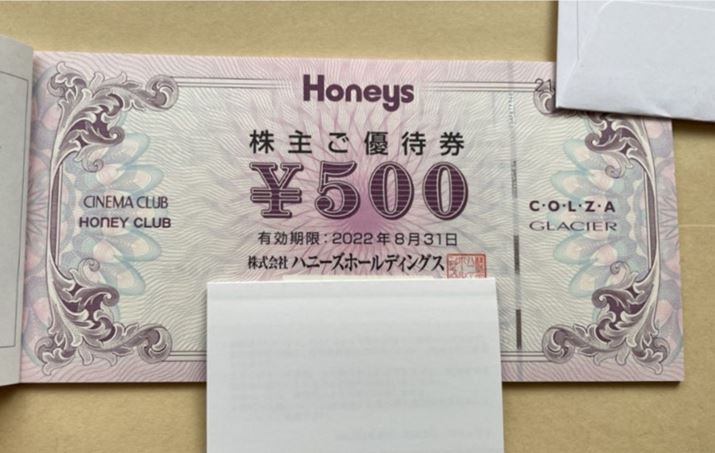 Honeys
21
株主ご優待券
¥500
CINEMA CLUB
HONEY CLUB
C・O・L・Z・A
GLACIER
有効期限：2022年8月31日
株式会社 ハニーズホールディングス